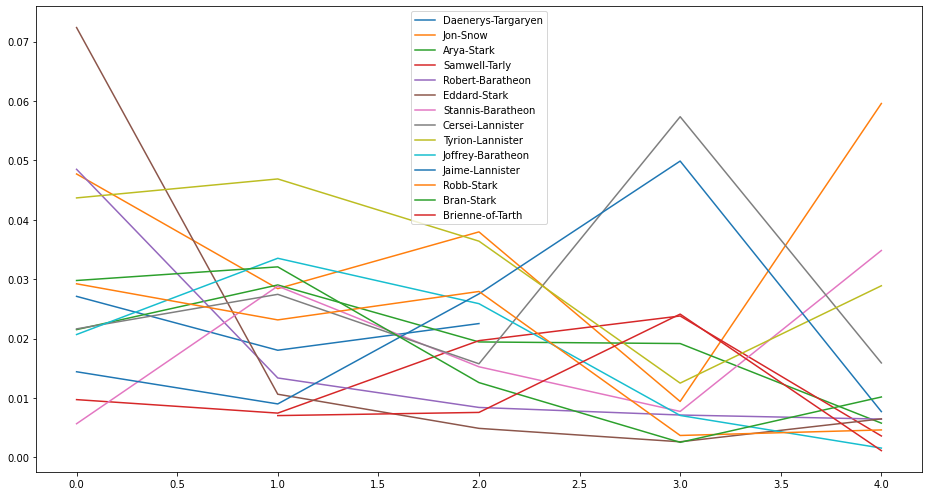 Daenerys-Targaryen
Jon-Snow
Arya-Stark
Samwell-Tarly
Robert-Baratheon
Eddard-Stark
Stannis-Baratheon
Cersei-Lannister
Tyrion-Lannister
Joffrey-Baratheon
Jaime-Lannister
Robb-Stark
Bran-Stark
Brienne-of-Tarth
0.07
0.06
0.05
0.04
0.03
0.02
0.01
0.00
0.0 0.5 1.0 1.5 2.0 2.5 3.0 3.5 4.0